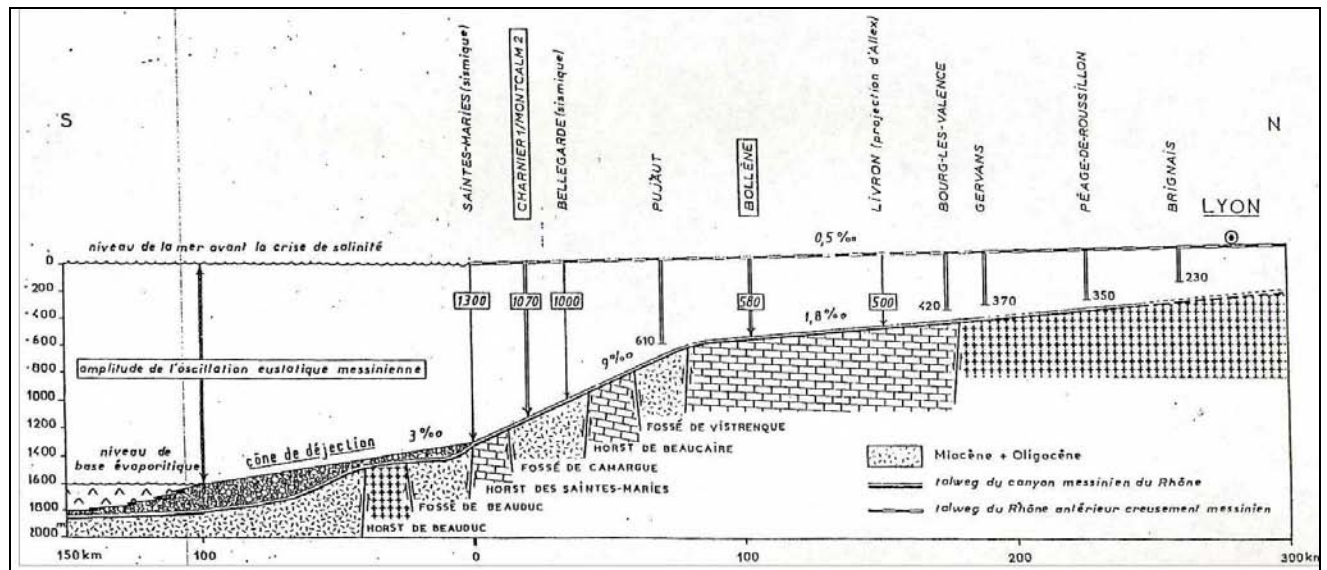 S
N
SAINTES-MARIES (sismique)
CHARNIER 1/MONTCALM 2
BELLEGARDE (sismique)
PUJAUT
BOLLÈNE
LIVRON (projection d'Allex)
BOURG-LES-VALENCE
GERVANS
PÉAGE-DE-ROUSSILLON
BRIGNAIS
LYON
niveau de la mer avant la crise de salinité
0,5‰
0
200
400
600
800
1000
1200
1400
1600
1800
2000 m
1300
1070
1000
610
580
500
420
370
350
230
1,8‰
9‰
3‰
amplitude de l'oscillation eustatique messinienne
niveau de
base évaporitique
cône de déjection
FOSSÉ DE VISTRENQUE
HORST DE BEAUCAIRE
FOSSÉ DE CAMARGUE
HORST DES SAINTES-MARIES
FOSSÉ DE BEAUDUC
HORST DE BEAUDUC
Miocène + Oligocène
talweg du canyon messinien du Rhône
talweg du Rhône antérieur creusement messinien
150 km
100
0
100
200
300 km